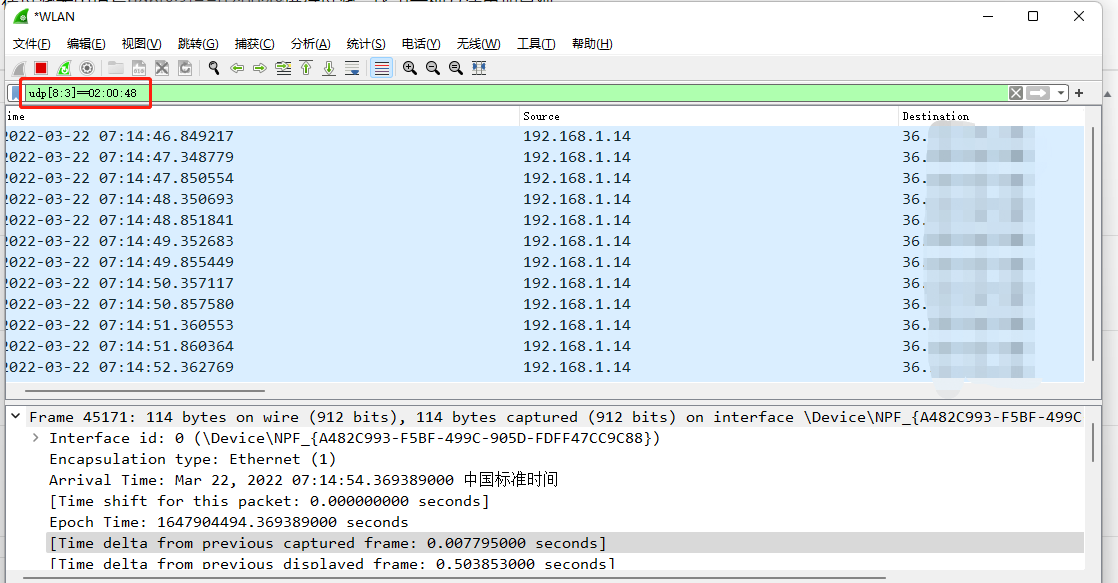 *WLAN
文件(F) 编辑(E) 视图(V) 跳转(G) 捕获(C) 分析(A) 统计(S) 电话(Y) 无线(W) 工具(T) 帮助(H)
udp[8:3]==02:00:48
ime Source Destination
2022-03-22 07:14:46.849217 192.168.1.14 36.
2022-03-22 07:14:47.348779 192.168.1.14 36.
2022-03-22 07:14:47.850554 192.168.1.14 36.
2022-03-22 07:14:48.350693 192.168.1.14 36.
2022-03-22 07:14:48.851841 192.168.1.14 36.
2022-03-22 07:14:49.352683 192.168.1.14 36.
2022-03-22 07:14:49.855449 192.168.1.14 36.
2022-03-22 07:14:50.357117 192.168.1.14 36.
2022-03-22 07:14:50.857580 192.168.1.14 36.
2022-03-22 07:14:51.360553 192.168.1.14 36.
2022-03-22 07:14:51.860364 192.168.1.14 36.
2022-03-22 07:14:52.362769 192.168.1.14 36.
Frame 45171: 114 bytes on wire (912 bits), 114 bytes captured (912 bits) on interface \Device\NPF_{A482C993-F5BF-499C
Interface id: 0 (\Device\NPF_{A482C993-F5BF-499C-905D-FDFF47CC9C88})
Encapsulation type: Ethernet (1)
Arrival Time: Mar 22, 2022 07:14:54.369389000 中国标准时间
[Time shift for this packet: 0.000000000 seconds]
Epoch Time: 1647904494.369389000 seconds
[Time delta from previous captured frame: 0.007795000 seconds]
[Time delta from previous displayed frame: 0.503853000 seconds]